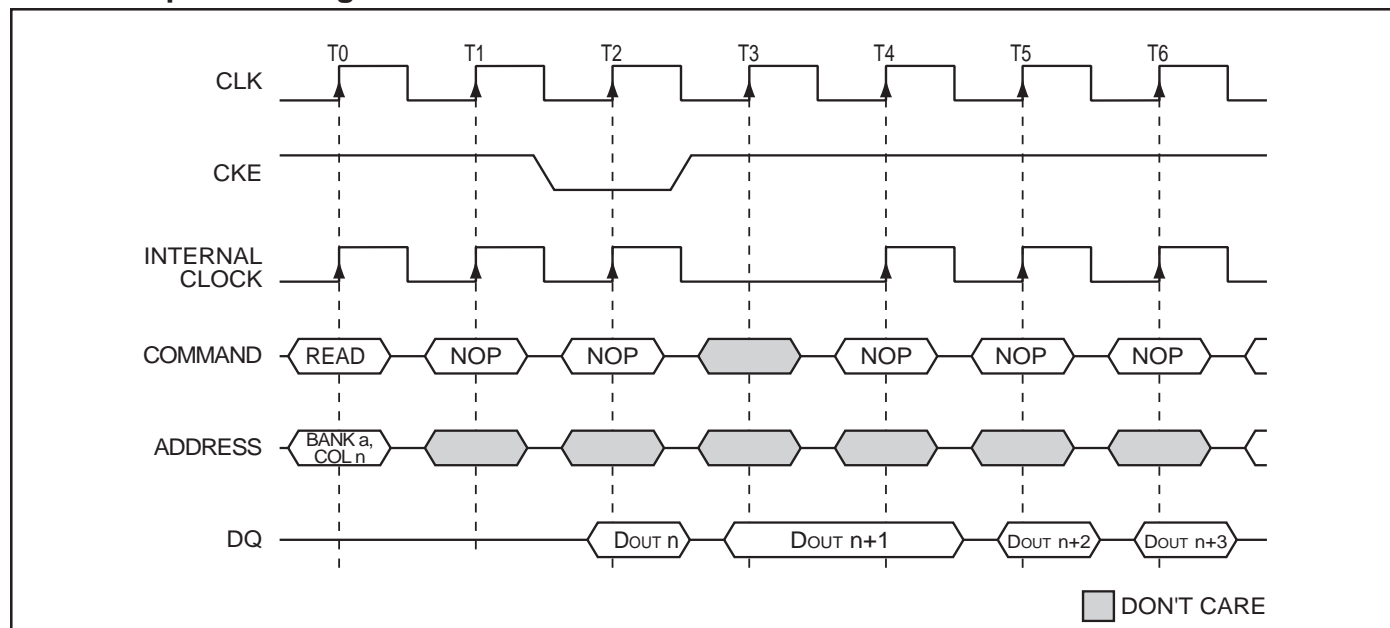 T0 T1 T2 T3 T4 T5 T6
CLK
CKE
INTERNAL
CLOCK
COMMAND READ NOP NOP NOP NOP NOP
ADDRESS BANK a,
COL n
DQ DOUT n DOUT n+1 DOUT n+2 DOUT n+3
DON'T CARE